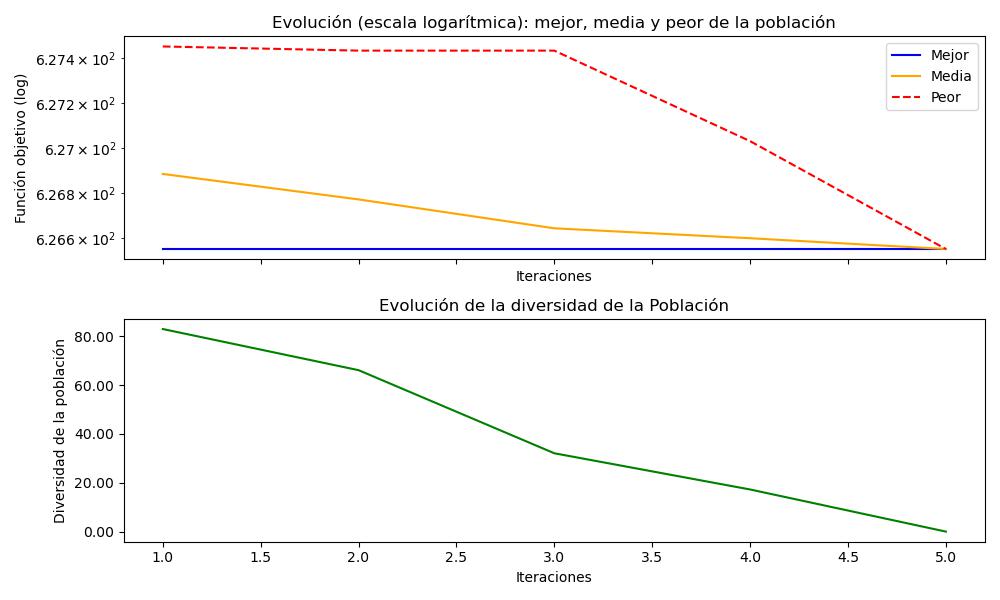 Evolución (escala logarítmica): mejor, media y peor de la población
Función objetivo (log)
6.274 × 10²
6.272 × 10²
6.27 × 10²
6.268 × 10²
6.266 × 10²
Mejor
Media
Peor
Iteraciones
Evolución de la diversidad de la Población
Diversidad de la población
80.00
60.00
40.00
20.00
0.00
1.0 1.5 2.0 2.5 3.0 3.5 4.0 4.5 5.0
Iteraciones